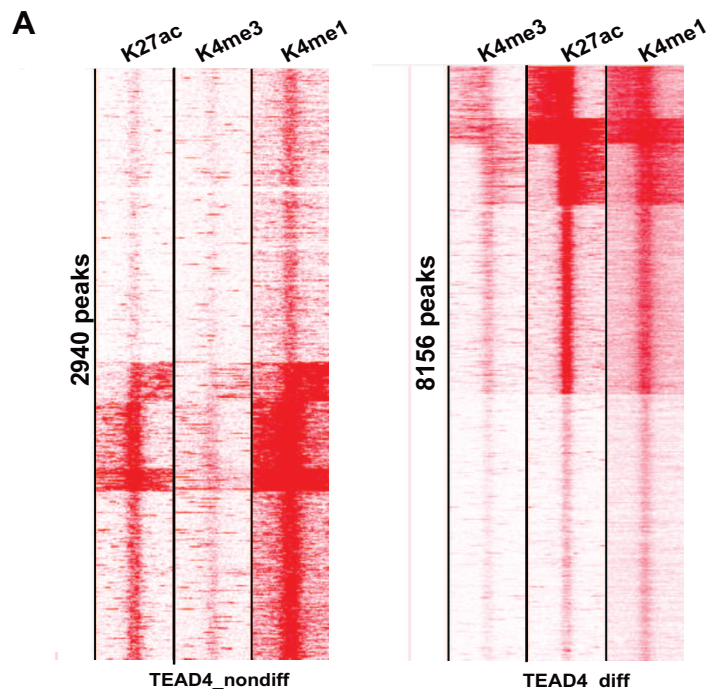 A
K27ac K4me3 K4me1
K4me3 K27ac K4me1
2940 peaks
8156 peaks
TEAD4_nondiff
TEAD4_diff